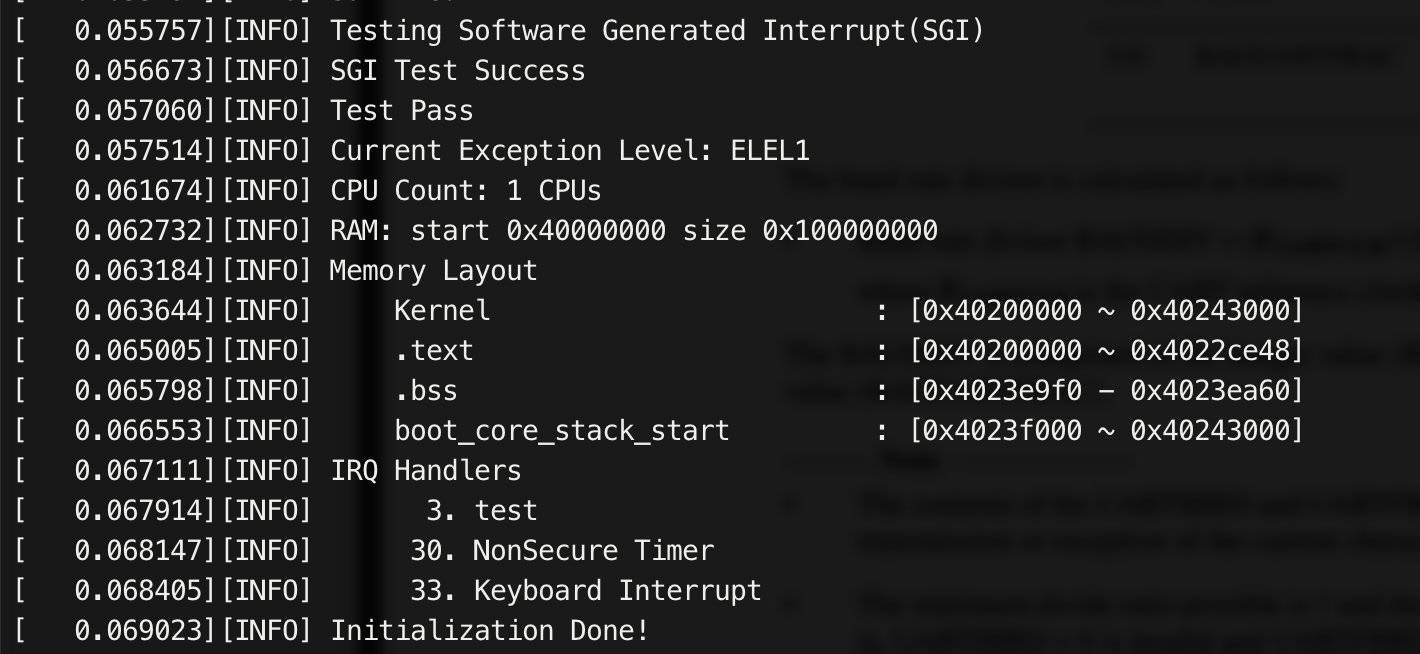 [   0.055757][INFO] Testing Software Generated Interrupt(SGI)
[   0.056673][INFO] SGI Test Success
[   0.057060][INFO] Test Pass
[   0.057514][INFO] Current Exception Level: ELEL1
[   0.061674][INFO] CPU Count: 1 CPUs
[   0.062732][INFO] RAM: start 0x40000000 size 0x100000000
[   0.063184][INFO] Memory Layout
[   0.063644][INFO]     Kernel                        : [0x40200000 ~ 0x40243000]
[   0.065005][INFO]     .text                         : [0x40200000 ~ 0x4022ce48]
[   0.065798][INFO]     .bss                          : [0x4023e9f0 – 0x4023ea60]
[   0.066553][INFO]     boot_core_stack_start         : [0x4023f000 ~ 0x40243000]
[   0.067111][INFO] IRQ Handlers
[   0.067914][INFO]       3. test
[   0.068147][INFO]      30. NonSecure Timer
[   0.068405][INFO]      33. Keyboard Interrupt
[   0.069023][INFO] Initialization Done!